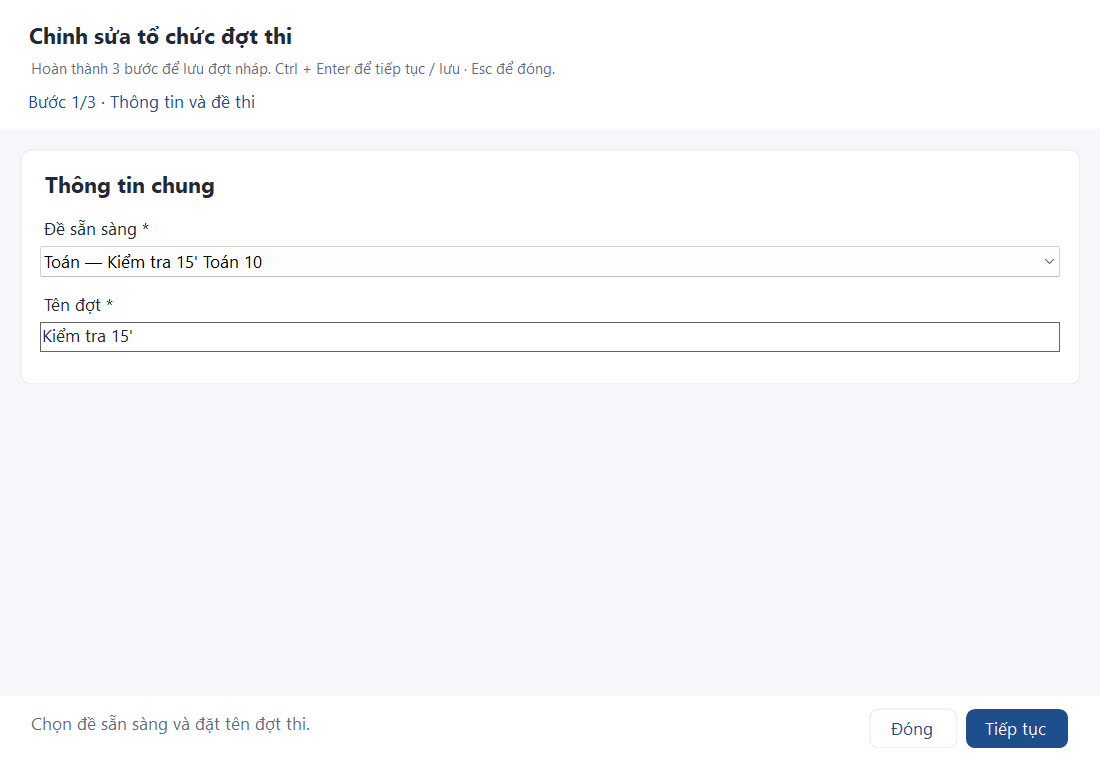 Chỉnh sửa tổ chức đợt thi
Hoàn thành 3 bước để lưu đợt nháp. Ctrl + Enter để tiếp tục / lưu · Esc để đóng.
Bước 1/3 · Thông tin và đề thi
Thông tin chung
Đề sẵn sàng *
Toán — Kiểm tra 15' Toán 10
Tên đợt *
Kiểm tra 15'
Chọn đề sẵn sàng và đặt tên đợt thi.
Đóng
Tiếp tục